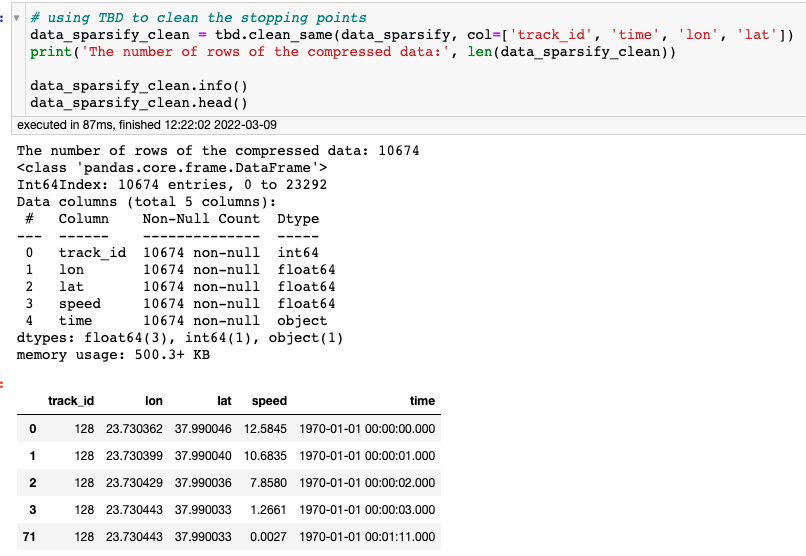 # using TBD to clean the stopping points
data_sparsify_clean = tbd.clean_same(data_sparsify, col=['track_id', 'time', 'lon', 'lat'])
print('The number of rows of the compressed data:', len(data_sparsify_clean))
data_sparsify_clean.info()
data_sparsify_clean.head()
executed in 87ms, finished 12:22:02 2022-03-09
The number of rows of the compressed data: 10674
<class 'pandas.core.frame.DataFrame'>
Int64Index: 10674 entries, 0 to 23292
Data columns (total 5 columns):
 #   Column    Non-Null Count  Dtype
---  ------    --------------  -----
 0   track_id  10674 non-null  int64
 1   lon       10674 non-null  float64
 2   lat       10674 non-null  float64
 3   speed     10674 non-null  float64
 4   time      10674 non-null  object
dtypes: float64(3), int64(1), object(1)
memory usage: 500.3+ KB
track_id lon lat speed time
0 128 23.730362 37.990046 12.5845 1970-01-01 00:00:00.000
1 128 23.730399 37.990040 10.6835 1970-01-01 00:00:01.000
2 128 23.730429 37.990036 7.8580 1970-01-01 00:00:02.000
3 128 23.730443 37.990033 1.2661 1970-01-01 00:00:03.000
71 128 23.730443 37.990033 0.0027 1970-01-01 00:01:11.000